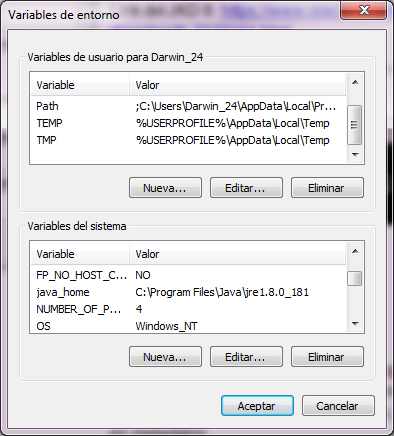 Variables de entorno
Variables de usuario para Darwin_24
Variable Valor
Path ;C:\Users\Darwin_24\AppData\Local\Pr...
TEMP %USERPROFILE%\AppData\Local\Temp
TMP %USERPROFILE%\AppData\Local\Temp
Nueva... Editar... Eliminar
Variables del sistema
Variable Valor
FP_NO_HOST_C... NO
java_home C:\Program Files\Java\jre1.8.0_181
NUMBER_OF_P... 4
OS Windows_NT
Nueva... Editar... Eliminar
Aceptar Cancelar